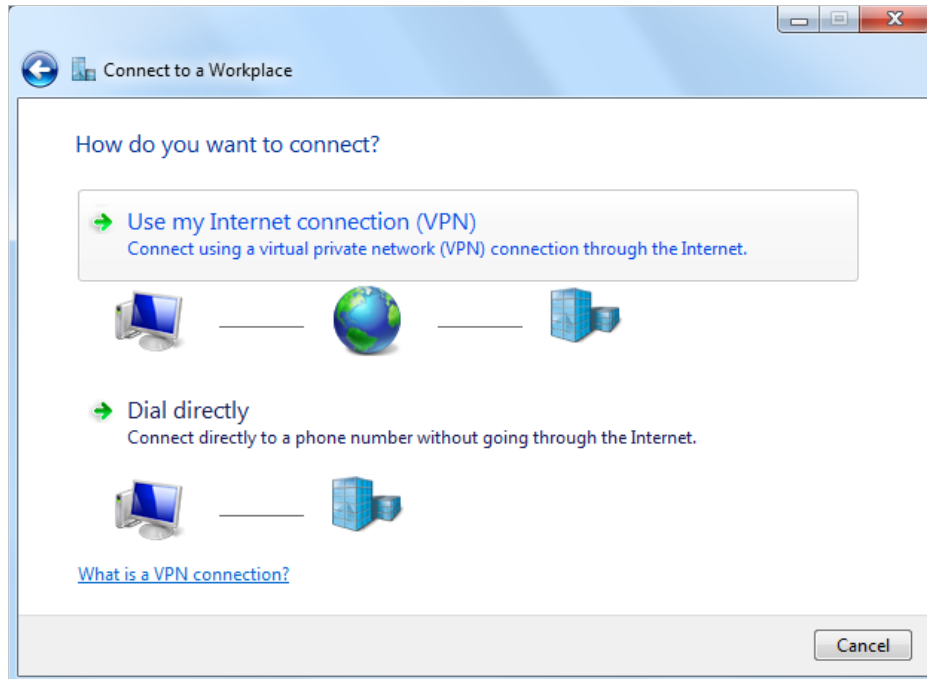 Connect to a Workplace
How do you want to connect?
Use my Internet connection (VPN)
Connect using a virtual private network (VPN) connection through the Internet.
Dial directly
Connect directly to a phone number without going through the Internet.
What is a VPN connection?
Cancel